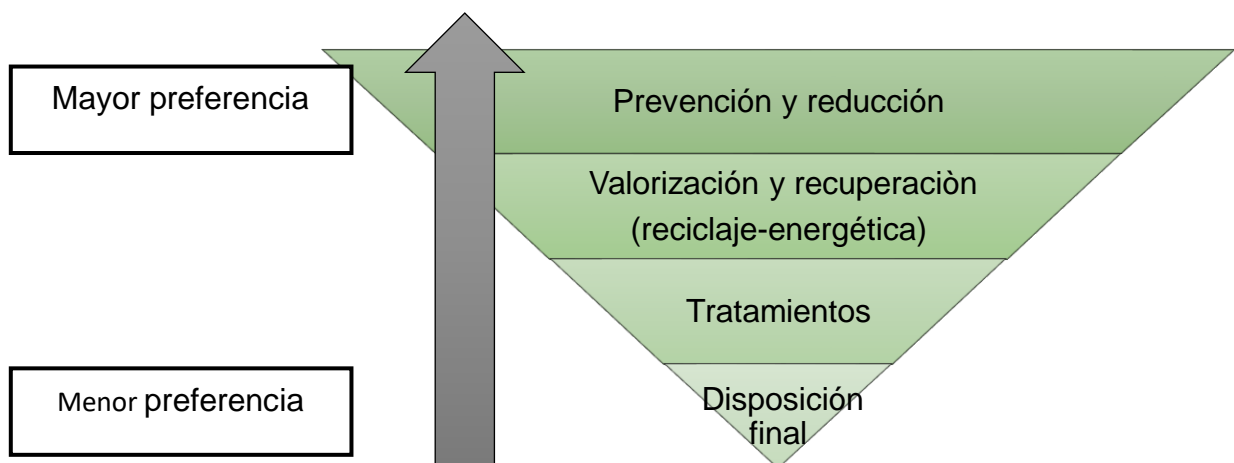 Mayor preferencia
Prevención y reducción
Valorización y recuperaciòn
(reciclaje-energética)
Tratamientos
Menor preferencia
Disposición
final